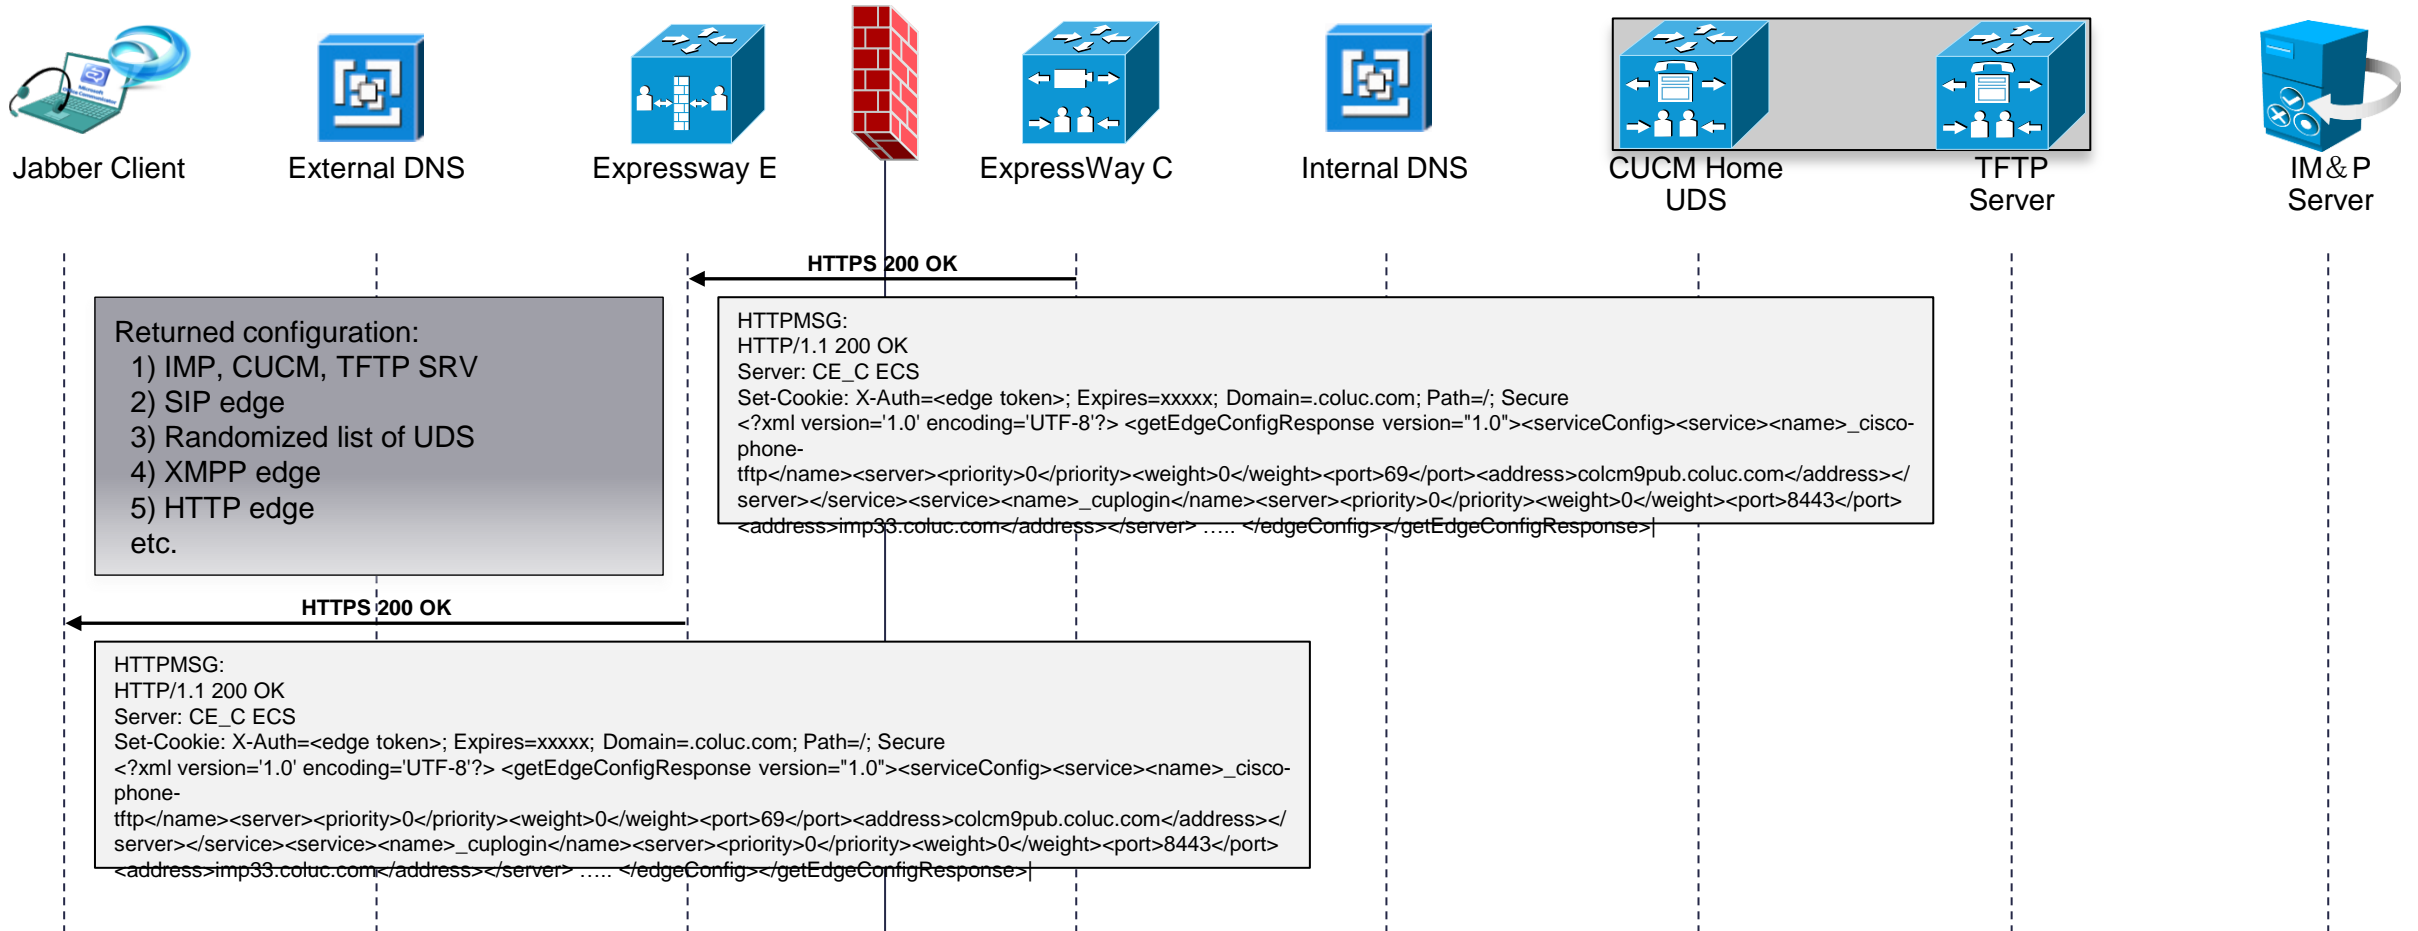 Jabber Client
External DNS
Expressway E
ExpressWay C
Internal DNS
CUCM Home
UDS
TFTP
Server
IM&P
Server
HTTPS 200 OK
Returned configuration:
1) IMP, CUCM, TFTP SRV
2) SIP edge
3) Randomized list of UDS
4) XMPP edge
5) HTTP edge
etc.
HTTPMSG:
HTTP/1.1 200 OK
Server: CE_C ECS
Set-Cookie: X-Auth=<edge token>; Expires=xxxxx; Domain=.coluc.com; Path=/; Secure
<?xml version='1.0' encoding='UTF-8'?> <getEdgeConfigResponse version="1.0"><serviceConfig><service><name>_cisco-
phone-
tftp</name><server><priority>0</priority><weight>0</weight><port>69</port><address>colcm9pub.coluc.com</address></
server></service><service><name>_cuplogin</name><server><priority>0</priority><weight>0</weight><port>8443</port>
<address>imp33.coluc.com</address></server> ….. </edgeConfig></getEdgeConfigResponse>|
HTTPS 200 OK
HTTPMSG:
HTTP/1.1 200 OK
Server: CE_C ECS
Set-Cookie: X-Auth=<edge token>; Expires=xxxxx; Domain=.coluc.com; Path=/; Secure
<?xml version='1.0' encoding='UTF-8'?> <getEdgeConfigResponse version="1.0"><serviceConfig><service><name>_cisco-
phone-
tftp</name><server><priority>0</priority><weight>0</weight><port>69</port><address>colcm9pub.coluc.com</address></
server></service><service><name>_cuplogin</name><server><priority>0</priority><weight>0</weight><port>8443</port>
<address>imp33.coluc.com</address></server> ….. </edgeConfig></getEdgeConfigResponse>|